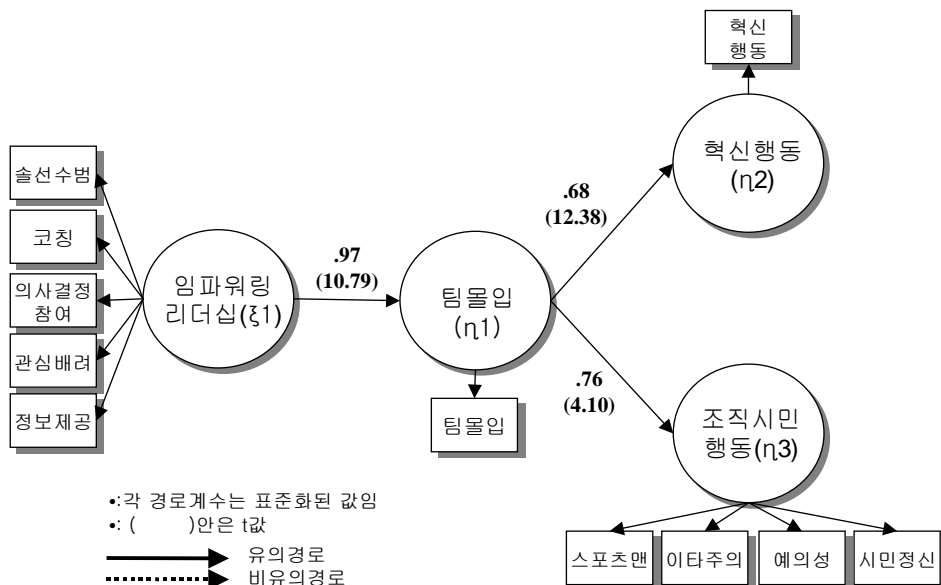 혁신
행동
혁신행동
(η2)
솔선수범
코칭
의사결정
참여
관심배려
정보제공
임파워링
리더십(ξ1)
.97
(10.79)
팀몰입
(η1)
팀몰입
.68
(12.38)
.76
(4.10)
조직시민
행동(η3)
스포츠맨
이타주의
예의성
시민정신
•:각 경로계수는 표준화된 값임
•: ( )안은 t값
유의경로
비유의경로